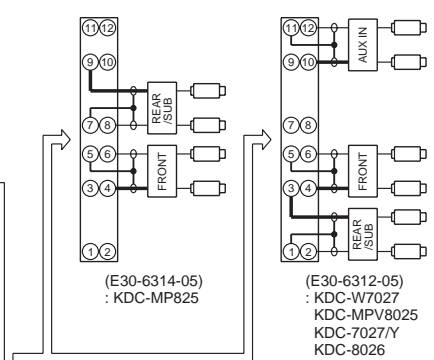 11 12
9 10
REAR
/SUB
7 8
5 6
FRONT
3 4
1 2
(E30-6314-05)
: KDC-MP825
11 12
AUX IN
9 10
7 8
5 6
FRONT
3 4
REAR
/SUB
1 2
(E30-6312-05)
: KDC-W7027
KDC-MPV8025
KDC-7027/Y
KDC-8026